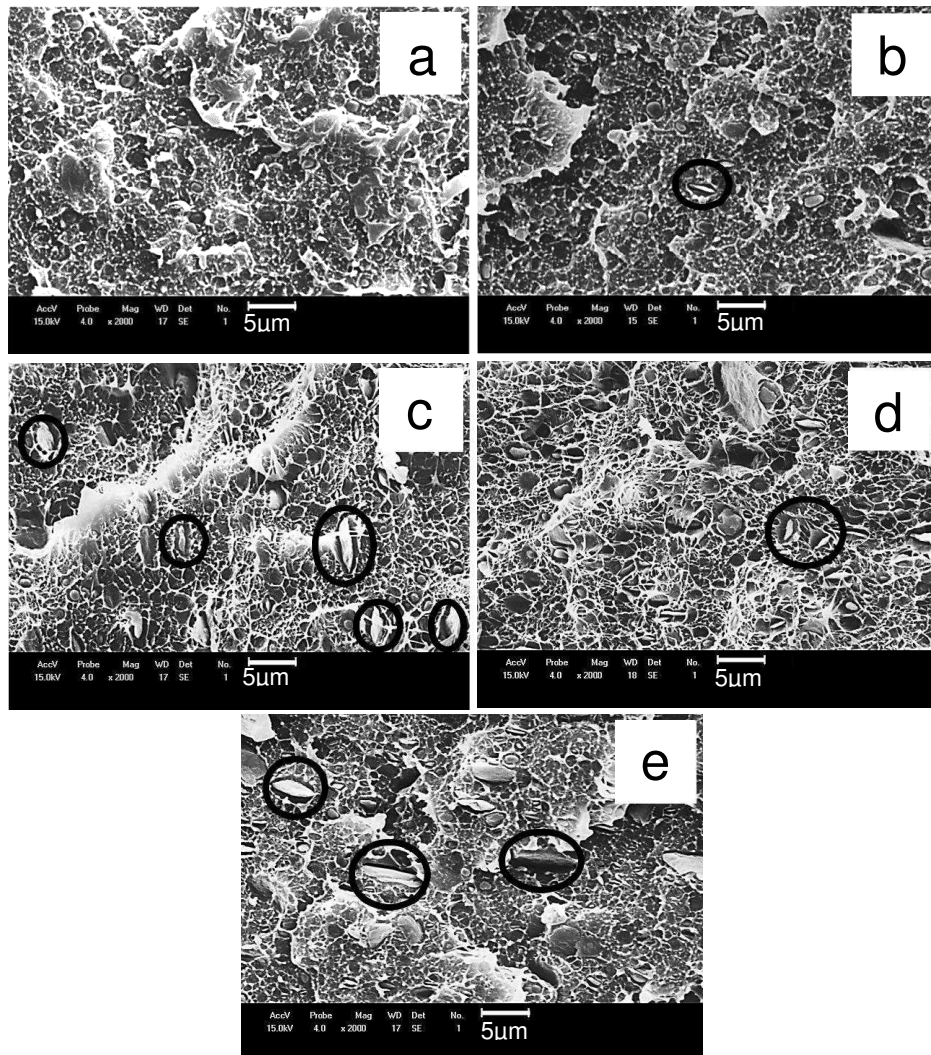 a
AccV Probe Mag WD Det No.
15.0kV 4.0 x 2000 17 SE 1
5µm
b
AccV Probe Mag WD Det No.
15.0kV 4.0 x 2000 15 SE 1
5µm
c
AccV Probe Mag WD Det No.
15.0kV 4.0 x 2000 17 SE 1
5µm
d
AccV Probe Mag WD Det No.
15.0kV 4.0 x 2000 18 SE 1
5µm
e
AccV Probe Mag WD Det No.
15.0kV 4.0 x 2000 17 SE 1
5µm